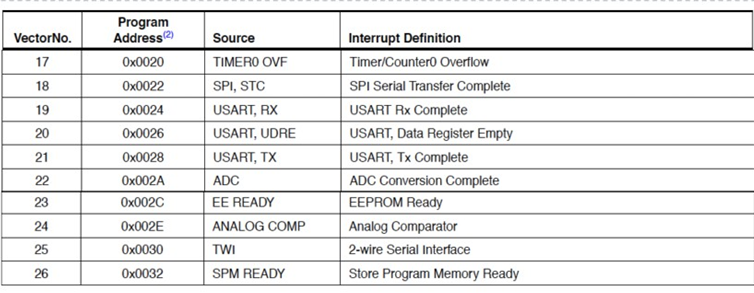 VectorNo. Program Address(2) Source Interrupt Definition
17 0x0020 TIMER0 OVF Timer/Counter0 Overflow
18 0x0022 SPI, STC SPI Serial Transfer Complete
19 0x0024 USART, RX USART Rx Complete
20 0x0026 USART, UDRE USART, Data Register Empty
21 0x0028 USART, TX USART, Tx Complete
22 0x002A ADC ADC Conversion Complete
23 0x002C EE READY EEPROM Ready
24 0x002E ANALOG COMP Analog Comparator
25 0x0030 TWI 2-wire Serial Interface
26 0x0032 SPM READY Store Program Memory Ready